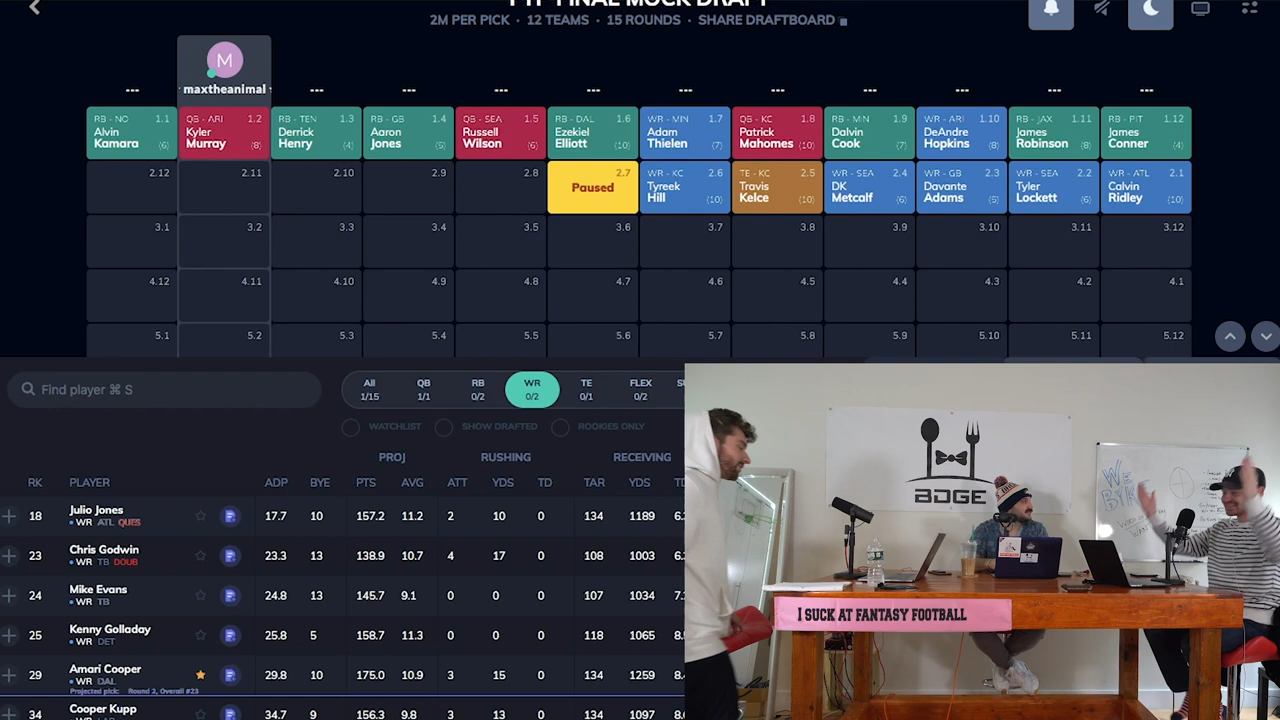 2M PER PICK · 12 TEAMS · 15 ROUNDS · SHARE DRAFTBOARD
M
maxtheanimal
--- --- --- --- --- --- --- --- --- --- ---
RB - NO 1.1 QB - ARI 1.2 RB - TEN 1.3 RB - GB 1.4 QB - SEA 1.5 RB - DAL 1.6 WR - MIN 1.7 QB - KC 1.8 RB - MIN 1.9 WR - ARI 1.10 RB - JAX 1.11 RB - PIT 1.12
Alvin Kyler Derrick Aaron Russell Ezekiel Adam Patrick Dalvin DeAndre James James
Kamara (6) Murray (8) Henry (4) Jones (5) Wilson (6) Elliott (10) Thielen (7) Mahomes (10) Cook (7) Hopkins (8) Robinson (8) Conner (4)
2.12 2.11 2.10 2.9 2.8 2.7 WR - KC 2.6 TE - KC 2.5 WR - SEA 2.4 WR - GB 2.3 WR - SEA 2.2 WR - ATL 2.1
Paused Tyreek Travis DK Davante Tyler Calvin
Hill (10) Kelce (10) Metcalf (6) Adams (5) Lockett (6) Ridley (10)
3.1 3.2 3.3 3.4 3.5 3.6 3.7 3.8 3.9 3.10 3.11 3.12
4.12 4.11 4.10 4.9 4.8 4.7 4.6 4.5 4.4 4.3 4.2 4.1
5.1 5.2 5.3 5.4 5.5 5.6 5.7 5.8 5.9 5.10 5.11 5.12
Find player ⌘ S
All QB RB WR TE FLEX
1/15 1/1 0/2 0/2 0/1 0/2
WATCHLIST SHOW DRAFTED ROOKIES ONLY
PROJ RUSHING RECEIVING
RK PLAYER ADP BYE PTS AVG ATT YDS TD TAR YDS
18 Julio Jones 17.7 10 157.2 11.2 2 10 0 134 1189
WR ATL QUES
23 Chris Godwin 23.3 13 138.9 10.7 4 17 0 108 1003
WR TB DOUB
24 Mike Evans 24.8 13 145.7 9.1 0 0 0 107 1034
WR TB
25 Kenny Golladay 25.8 5 158.7 11.3 0 0 0 118 1065
WR DET
29 Amari Cooper 29.8 10 175.0 10.9 3 15 0 134 1259
WR DAL
Projected pick: Round 2, Overall #23
34 Cooper Kupp 34.7 9 156.3 9.8 3 13 0 134 1097
BDGE
WE
I SUCK AT FANTASY FOOTBALL